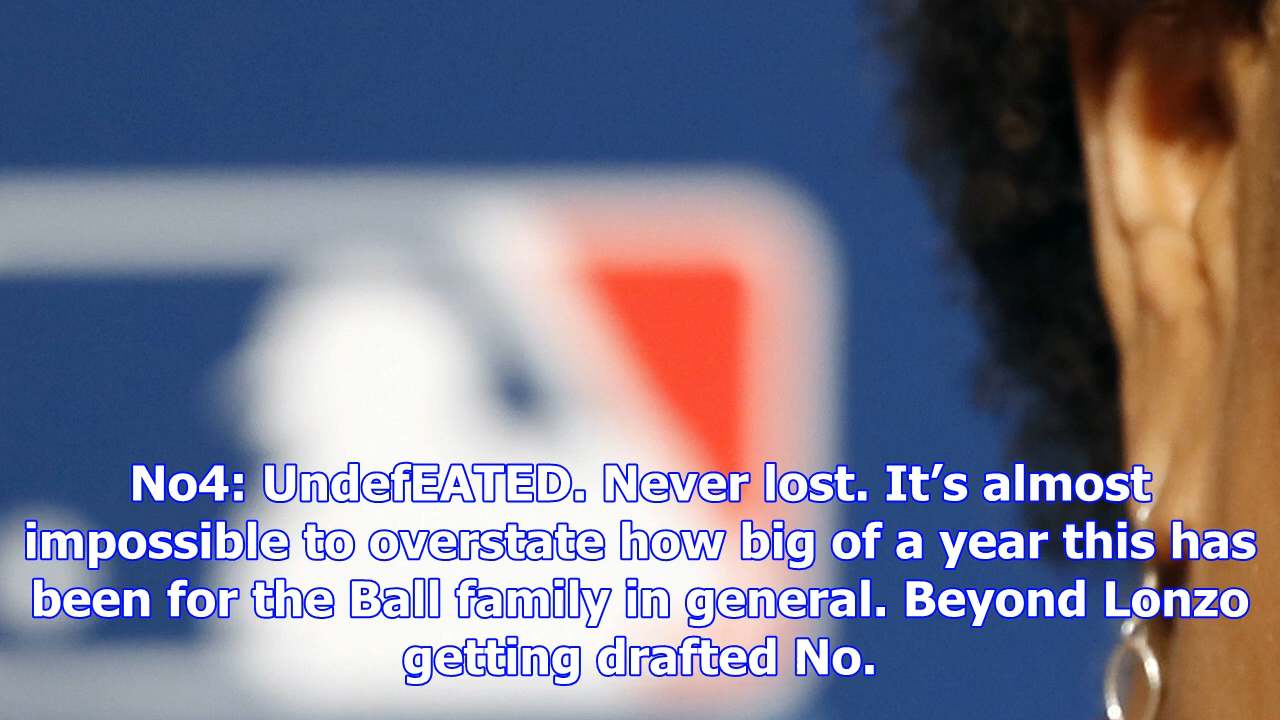 No4: UndefEATED. Never lost. It’s almost
impossible to overstate how big of a year this has
been for the Ball family in general. Beyond Lonzo
getting drafted No.